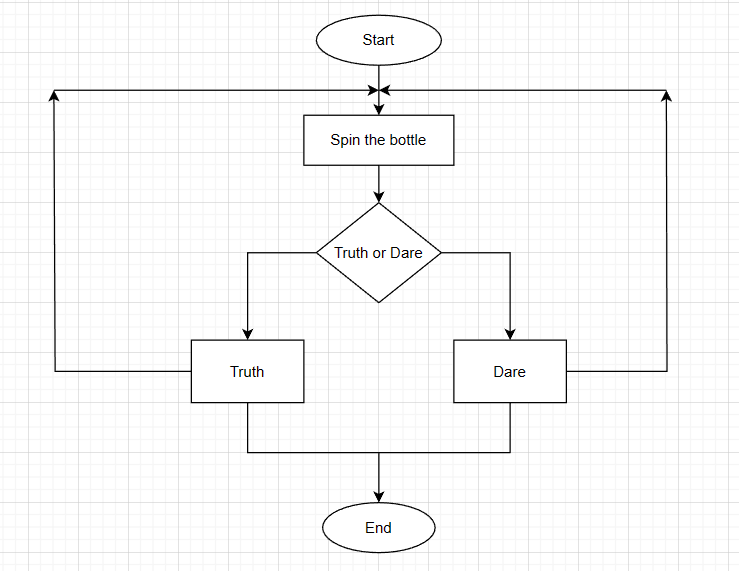 Start
Spin the bottle
Truth or Dare
Truth
Dare
End